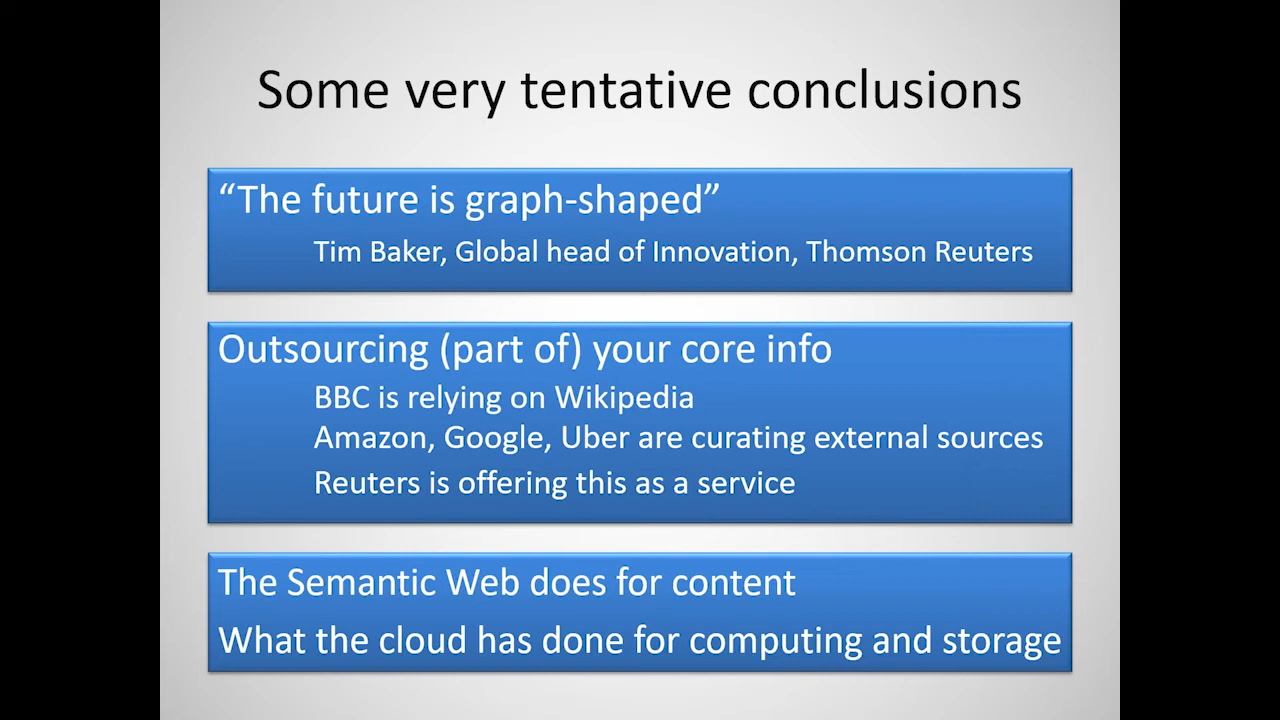 Some very tentative conclusions
“The future is graph-shaped”
Tim Baker, Global head of Innovation, Thomson Reuters
Outsourcing (part of) your core info
BBC is relying on Wikipedia
Amazon, Google, Uber are curating external sources
Reuters is offering this as a service
The Semantic Web does for content
What the cloud has done for computing and storage